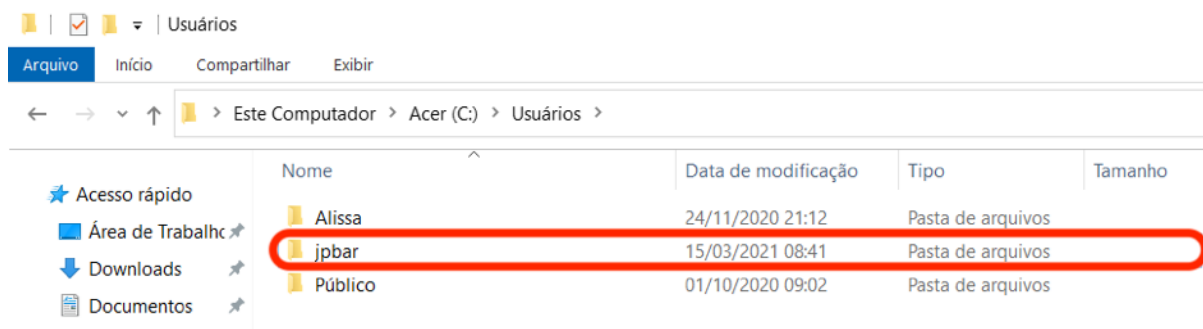 Usuários
Arquivo Início Compartilhar Exibir
Este Computador > Acer (C:) > Usuários >
Nome Data de modificação Tipo Tamanho
Acesso rápido
Alissa 24/11/2020 21:12 Pasta de arquivos
Área de Trabalhc
jpbar 15/03/2021 08:41 Pasta de arquivos
Downloads
Público 01/10/2020 09:02 Pasta de arquivos
Documentos